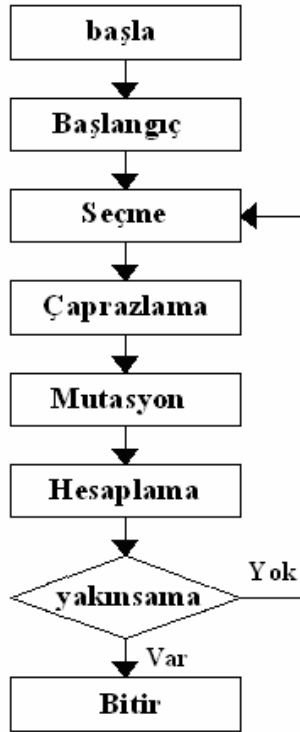 başla
Başlangıç
Seçme
Çaprazlama
Mutasyon
Hesaplama
yakınsama
Yok
Var
Bitir